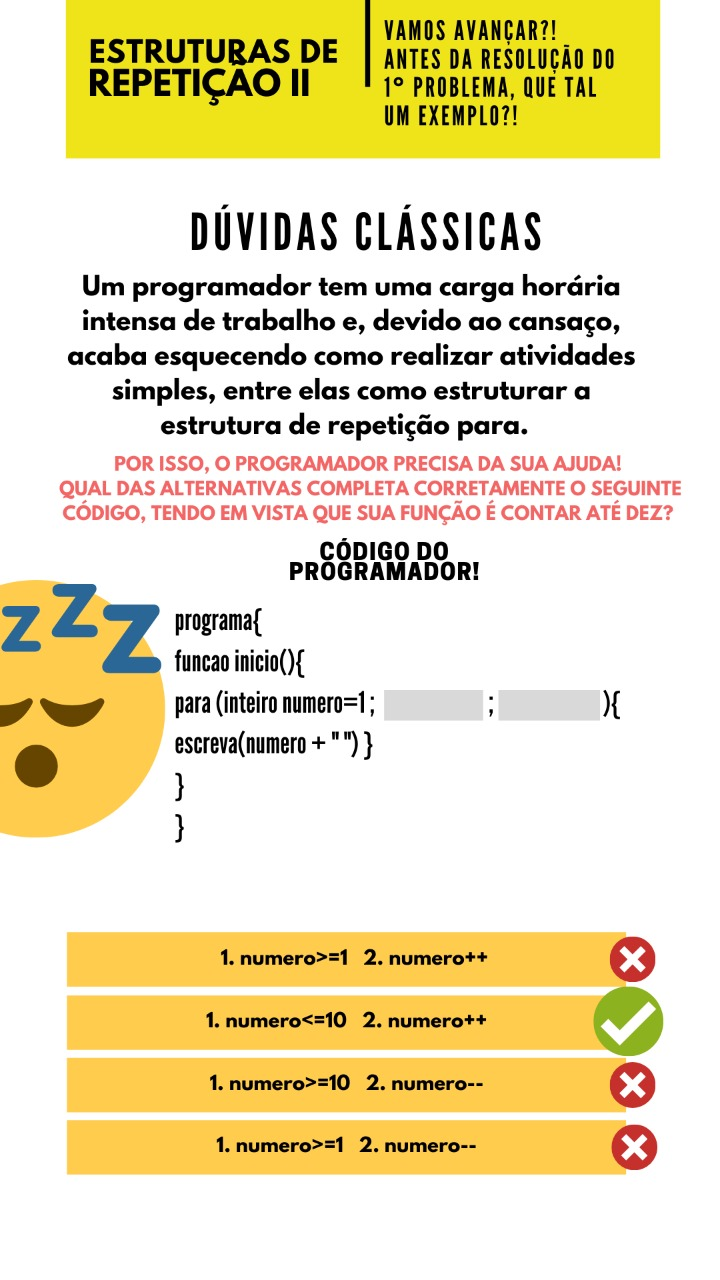 ESTRUTURAS DE
REPETIÇÃO II
VAMOS AVANÇAR?!
ANTES DA RESOLUÇÃO DO
1º PROBLEMA, QUE TAL
UM EXEMPLO?!
DÚVIDAS CLÁSSICAS
Um programador tem uma carga horária
intensa de trabalho e, devido ao cansaço,
acaba esquecendo como realizar atividades
simples, entre elas como estruturar a
estrutura de repetição para.
POR ISSO, O PROGRAMADOR PRECISA DA SUA AJUDA!
QUAL DAS ALTERNATIVAS COMPLETA CORRETAMENTE O SEGUINTE
CÓDIGO, TENDO EM VISTA QUE SUA FUNÇÃO É CONTAR ATÉ DEZ?
CÓDIGO DO
PROGRAMADOR!
z Z Z
programa{
funcao inicio(){
para (inteiro numero=1 ; ; ){
escreva(numero + " ") }
}
}
1. numero>=1 2. numero++
1. numero<=10 2. numero++
1. numero>=10 2. numero--
1. numero>=1 2. numero--